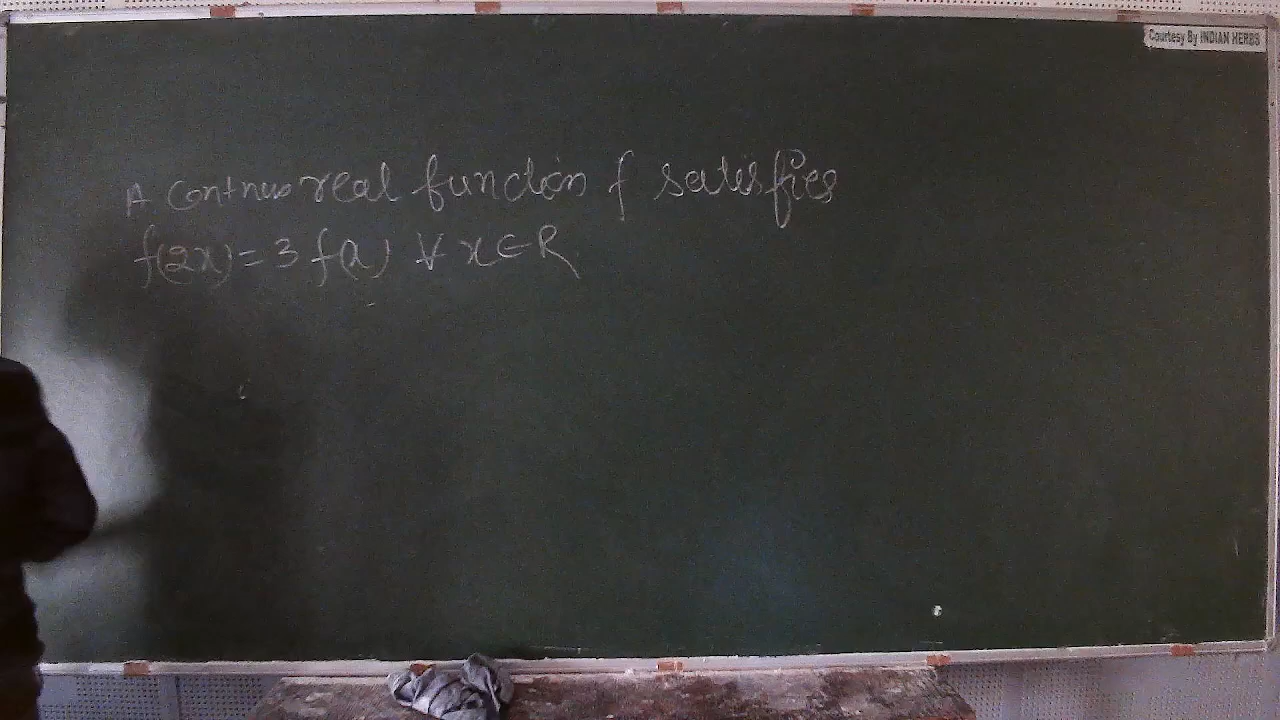 Courtesy By INDIAN HERBS
A Contnuo real function f satisfies
f(2x) = 3 f(x) ∀ x ∈ R